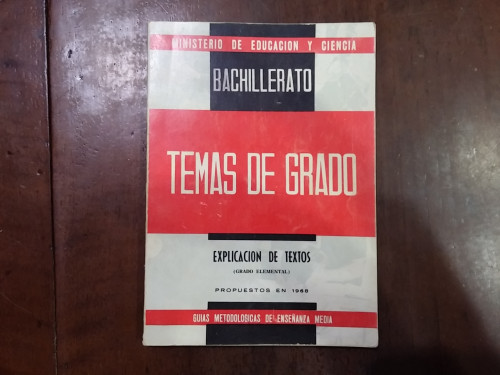 MINISTERIO DE EDUCACION Y CIENCIA
BACHILLERATO
TEMAS DE GRADO
EXPLICACION DE TEXTOS
(GRADO ELEMENTAL)
PROPUESTOS EN 1968
GUIAS METODOLOGICAS DE ENSEÑANZA MEDIA